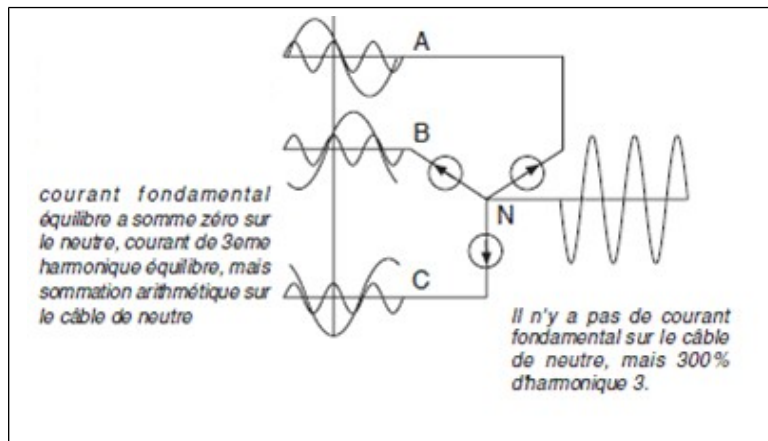 A
B
N
C
courant fondamental
équilibre a somme zéro sur
le neutre, courant de 3eme
harmonique équilibre, mais
sommation arithmétique sur
le câble de neutre
Il n'y a pas de courant
fondamental sur le câble
de neutre, mais 300%
d'harmonique 3.